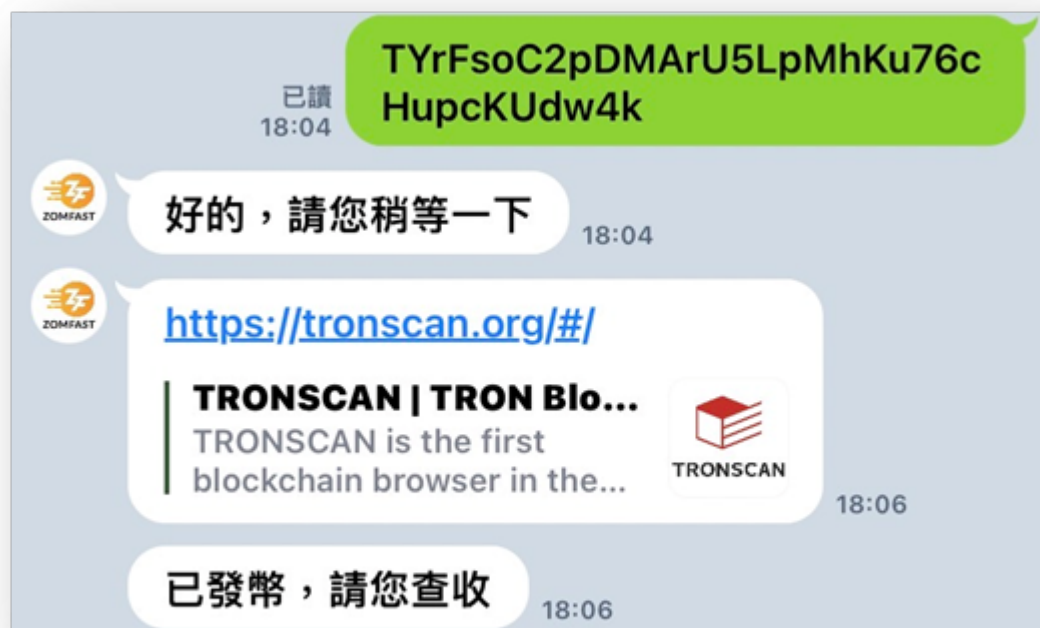 TYrFsoC2pDMArU5LpMhKu76c
HupcKUdw4k
已讀
18:04
ZOMFAST
好的，請您稍等一下
18:04
ZOMFAST
https://tronscan.org/#/
TRONSCAN | TRON Blo...
TRONSCAN is the first
blockchain browser in the...
TRONSCAN
18:06
已發幣，請您查收
18:06